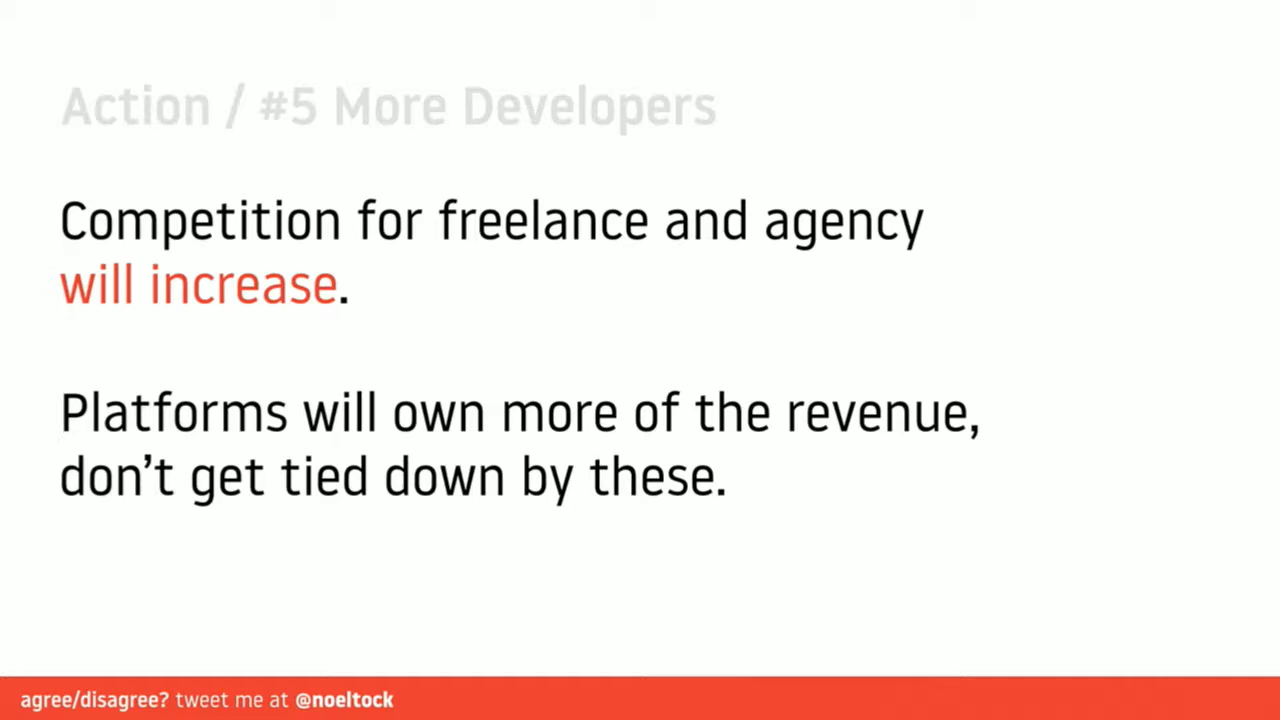 Action / #5 More Developers
Competition for freelance and agency
will increase.
Platforms will own more of the revenue,
don’t get tied down by these.
agree/disagree? tweet me at @noeltock